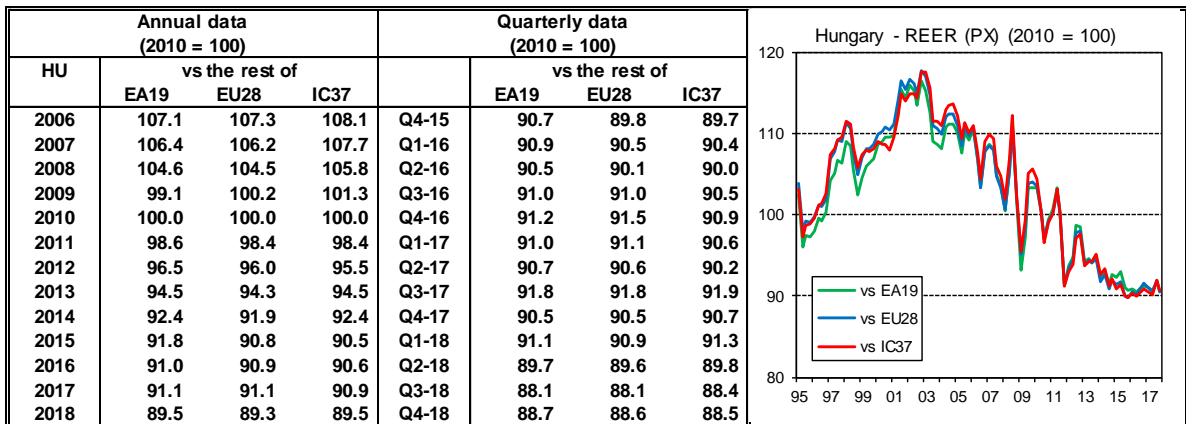 Annual data Quarterly data
(2010 = 100) (2010 = 100)
HU vs the rest of vs the rest of
EA19 EU28 IC37 EA19 EU28 IC37
2006 107.1 107.3 108.1 Q4-15 90.7 89.8 89.7
2007 106.4 106.2 107.7 Q1-16 90.9 90.5 90.4
2008 104.6 104.5 105.8 Q2-16 90.5 90.1 90.0
2009 99.1 100.2 101.3 Q3-16 91.0 91.0 90.5
2010 100.0 100.0 100.0 Q4-16 91.2 91.5 90.9
2011 98.6 98.4 98.4 Q1-17 91.0 91.1 90.6
2012 96.5 96.0 95.5 Q2-17 90.7 90.6 90.2
2013 94.5 94.3 94.5 Q3-17 91.8 91.8 91.9
2014 92.4 91.9 92.4 Q4-17 90.5 90.5 90.7
2015 91.8 90.8 90.5 Q1-18 91.1 90.9 91.3
2016 91.0 90.9 90.6 Q2-18 89.7 89.6 89.8
2017 91.1 91.1 90.9 Q3-18 88.1 88.1 88.4
2018 89.5 89.3 89.5 Q4-18 88.7 88.6 88.5
Hungary - REER (PX) (2010 = 100)
120
110
100
90
80
vs EA19
vs EU28
vs IC37
95 97 99 01 03 05 07 09 11 13 15 17